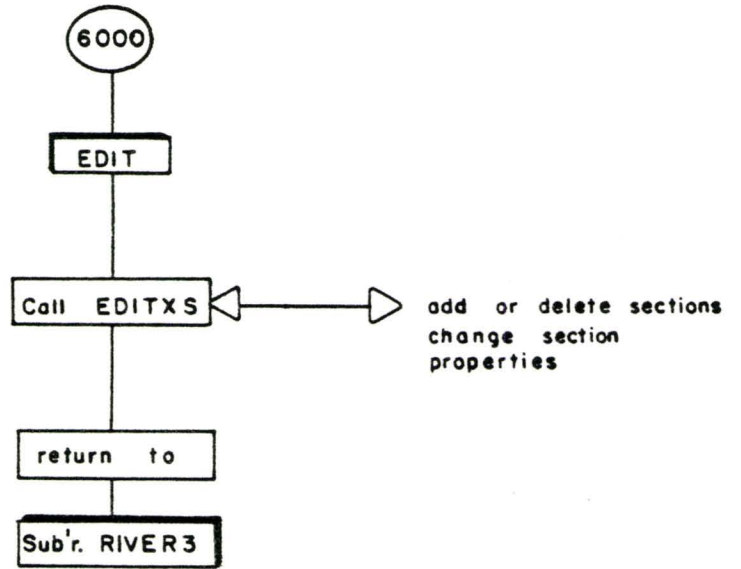 6000
EDIT
Call EDITXS
add or delete sections
change section
properties
return to
Sub'r. RIVER3